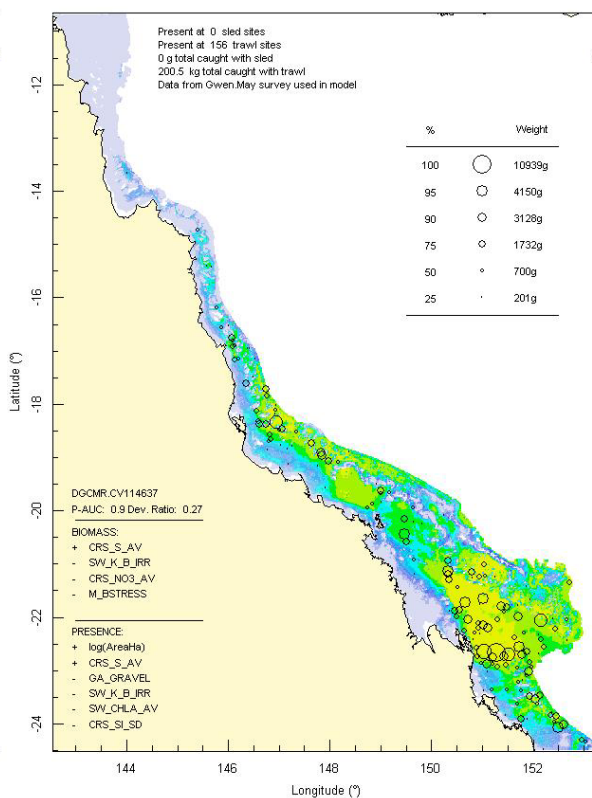 Present at 0 sled sites
Present at 156 trawl sites
0 g total caught with sled
200.5 kg total caught with trawl
Data from Gwen.May survey used in model
% Weight
100 10939g
95 4150g
90 3128g
75 1732g
50 700g
25 201g
-12
-14
-16
-18
-20
-22
-24
Latitude (°)
DGCMR.CV114637
P-AUC: 0.9 Dev. Ratio: 0.27
BIOMASS:
+ CRS_S_AV
- SW_K_B_IRR
- CRS_NO3_AV
- M_BSTRESS
PRESENCE:
+ log(AreaHa)
+ CRS_S_AV
- GA_GRAVEL
- SW_K_B_IRR
- SW_CHLA_AV
- CRS_SI_SD
144 146 148 150 152
Longitude (°)